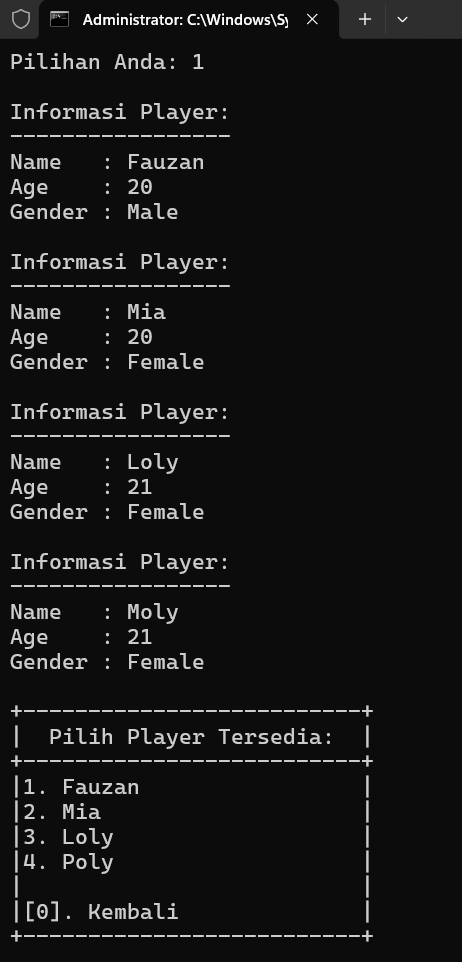 Administrator: C:\Windows\Sy
Pilihan Anda: 1
Informasi Player:
-----------------
Name   : Fauzan
Age    : 20
Gender : Male
Informasi Player:
-----------------
Name   : Mia
Age    : 20
Gender : Female
Informasi Player:
-----------------
Name   : Loly
Age    : 21
Gender : Female
Informasi Player:
-----------------
Name   : Moly
Age    : 21
Gender : Female
+--------------------------+
|  Pilih Player Tersedia:  |
+--------------------------+
|1. Fauzan                 |
|2. Mia                    |
|3. Loly                   |
|4. Poly                   |
|                          |
|[0]. Kembali              |
+--------------------------+